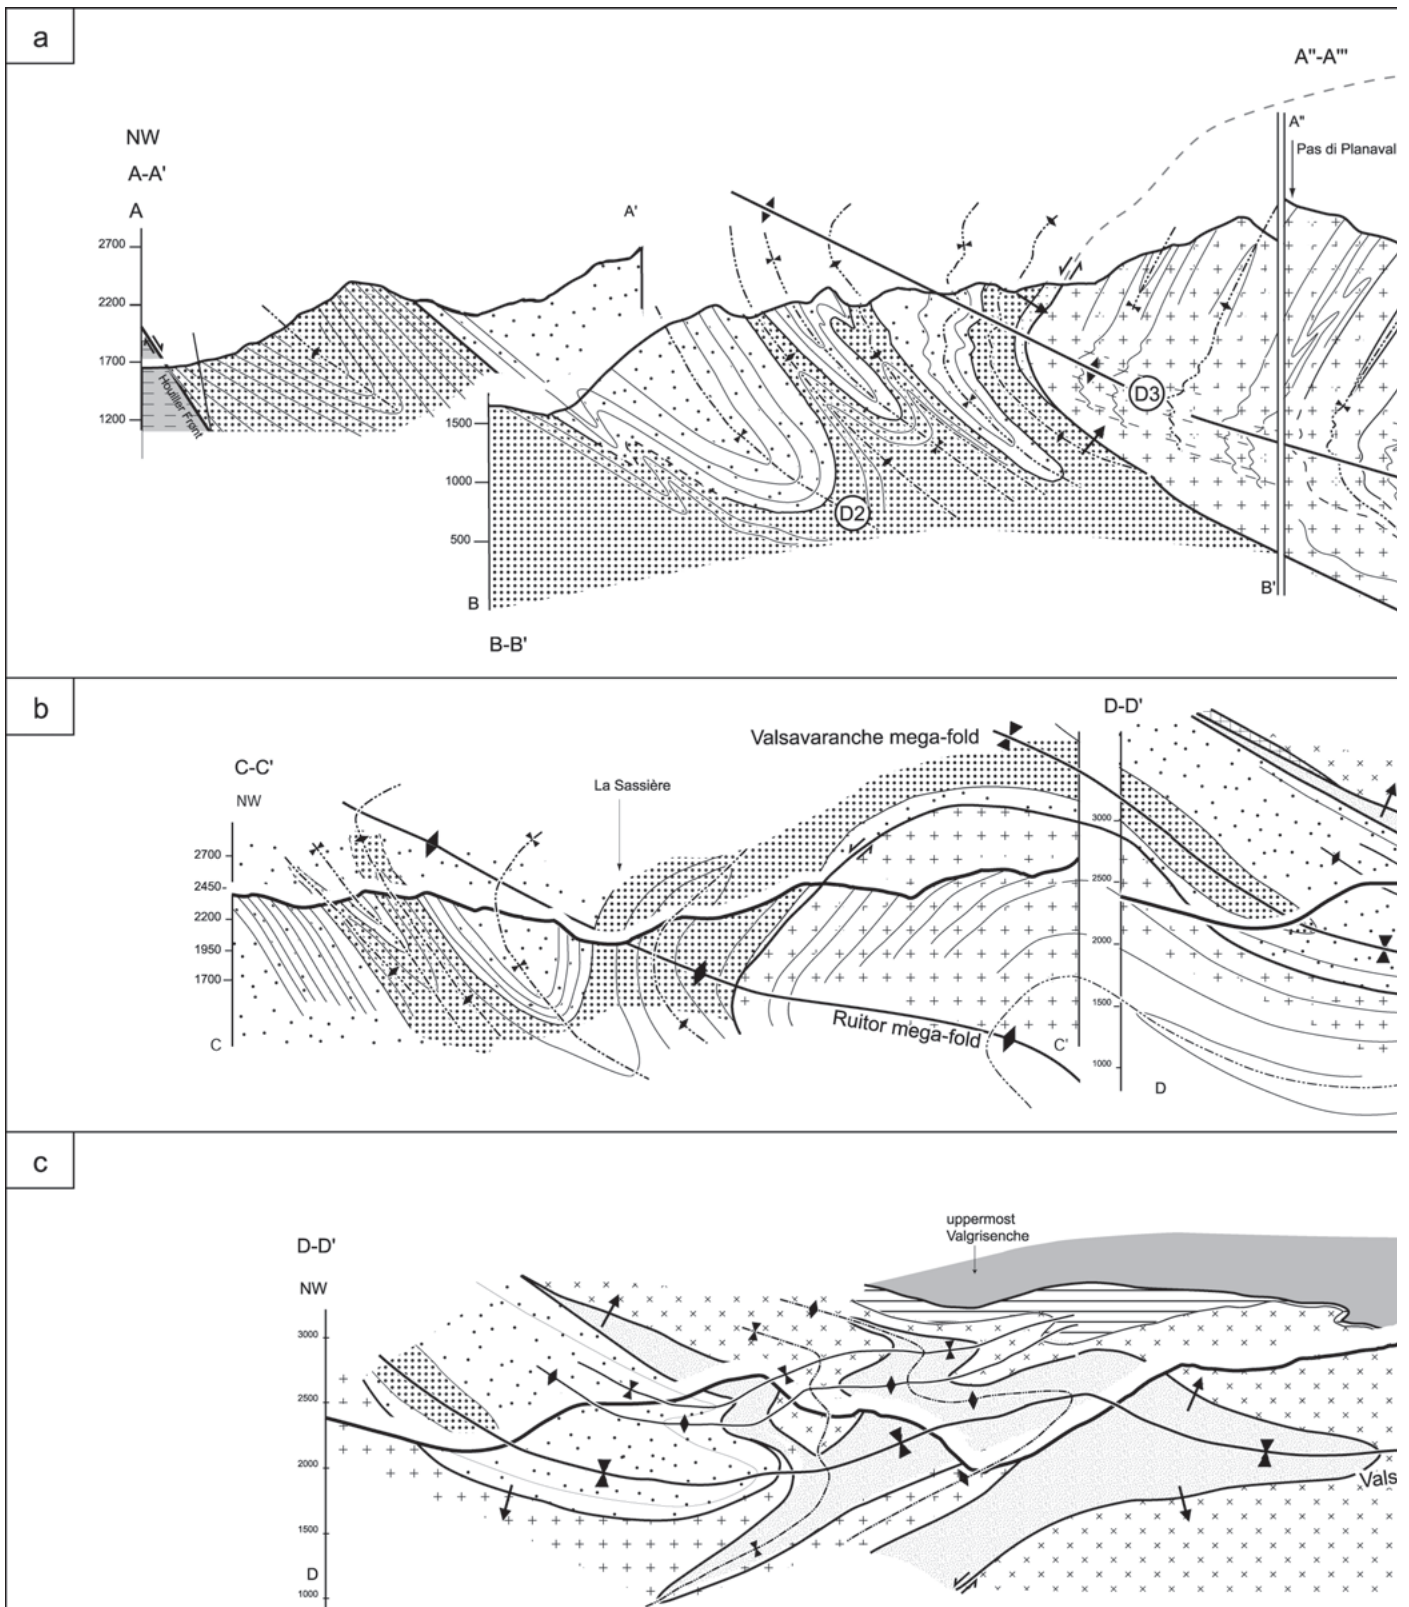 a
A"-A'"
NW
A-A'
A
A'
A"
Pas di Planaval
2700
2200
1700
1200
Houiller Front
D3
1500
1000
500
D2
B
B'
B-B'
b
D-D'
Valsavaranche mega-fold
C-C'
NW
La Sassière
2700
2450
2200
1950
1700
3000
2500
2000
1500
1000
Ruitor mega-fold
C
C'
D
c
uppermost
Valgrisenche
D-D'
NW
3000
2500
2000
1500
D
1000
Vals